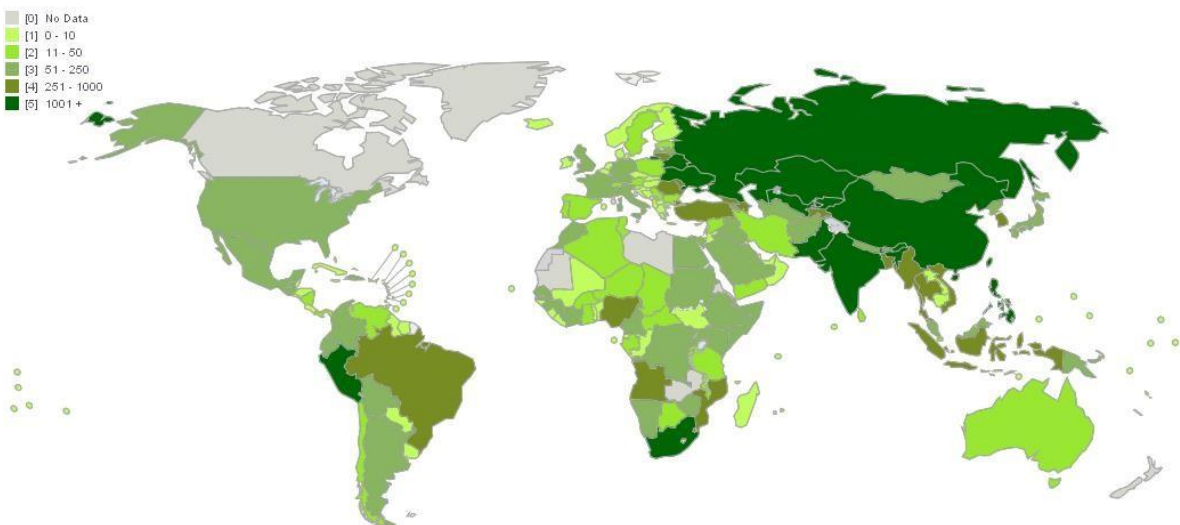 [0] No Data
[1] 0 - 10
[2] 11 - 50
[3] 51 - 250
[4] 251 - 1000
[5] 1001 +